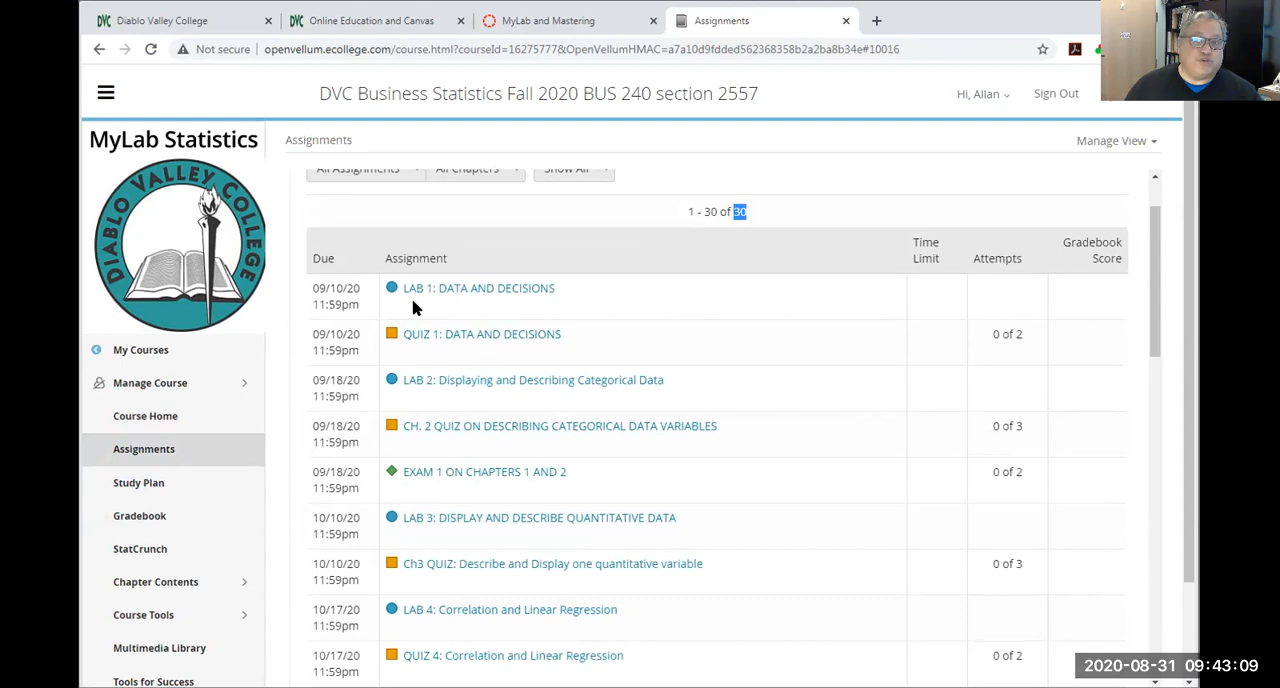 Diablo Valley College
Online Education and Canvas
MyLab and Mastering
Assignments
Not secure openvellum.ecollege.com/course.html?courseId=16275777&OpenVellumHMAC=a7a10d9fdded562368358b2a2ba8b34e#10016
DVC Business Statistics Fall 2020 BUS 240 section 2557
Hi, Allan
Sign Out
MyLab Statistics
DIABLO VALLEY COLLEGE
My Courses
Manage Course
Course Home
Assignments
Study Plan
Gradebook
StatCrunch
Chapter Contents
Course Tools
Multimedia Library
Tools for Success
Assignments
Manage View
All Assignments All Chapters Show All
1 - 30 of 30
Due Assignment Time Limit Attempts Gradebook Score
09/10/20 LAB 1: DATA AND DECISIONS
11:59pm
09/10/20 QUIZ 1: DATA AND DECISIONS 0 of 2
11:59pm
09/18/20 LAB 2: Displaying and Describing Categorical Data
11:59pm
09/18/20 CH. 2 QUIZ ON DESCRIBING CATEGORICAL DATA VARIABLES 0 of 3
11:59pm
09/18/20 EXAM 1 ON CHAPTERS 1 AND 2 0 of 2
11:59pm
10/10/20 LAB 3: DISPLAY AND DESCRIBE QUANTITATIVE DATA
11:59pm
10/10/20 Ch3 QUIZ: Describe and Display one quantitative variable 0 of 3
11:59pm
10/17/20 LAB 4: Correlation and Linear Regression
11:59pm
10/17/20 QUIZ 4: Correlation and Linear Regression 0 of 2
11:59pm
2020-08-31 09:43:09